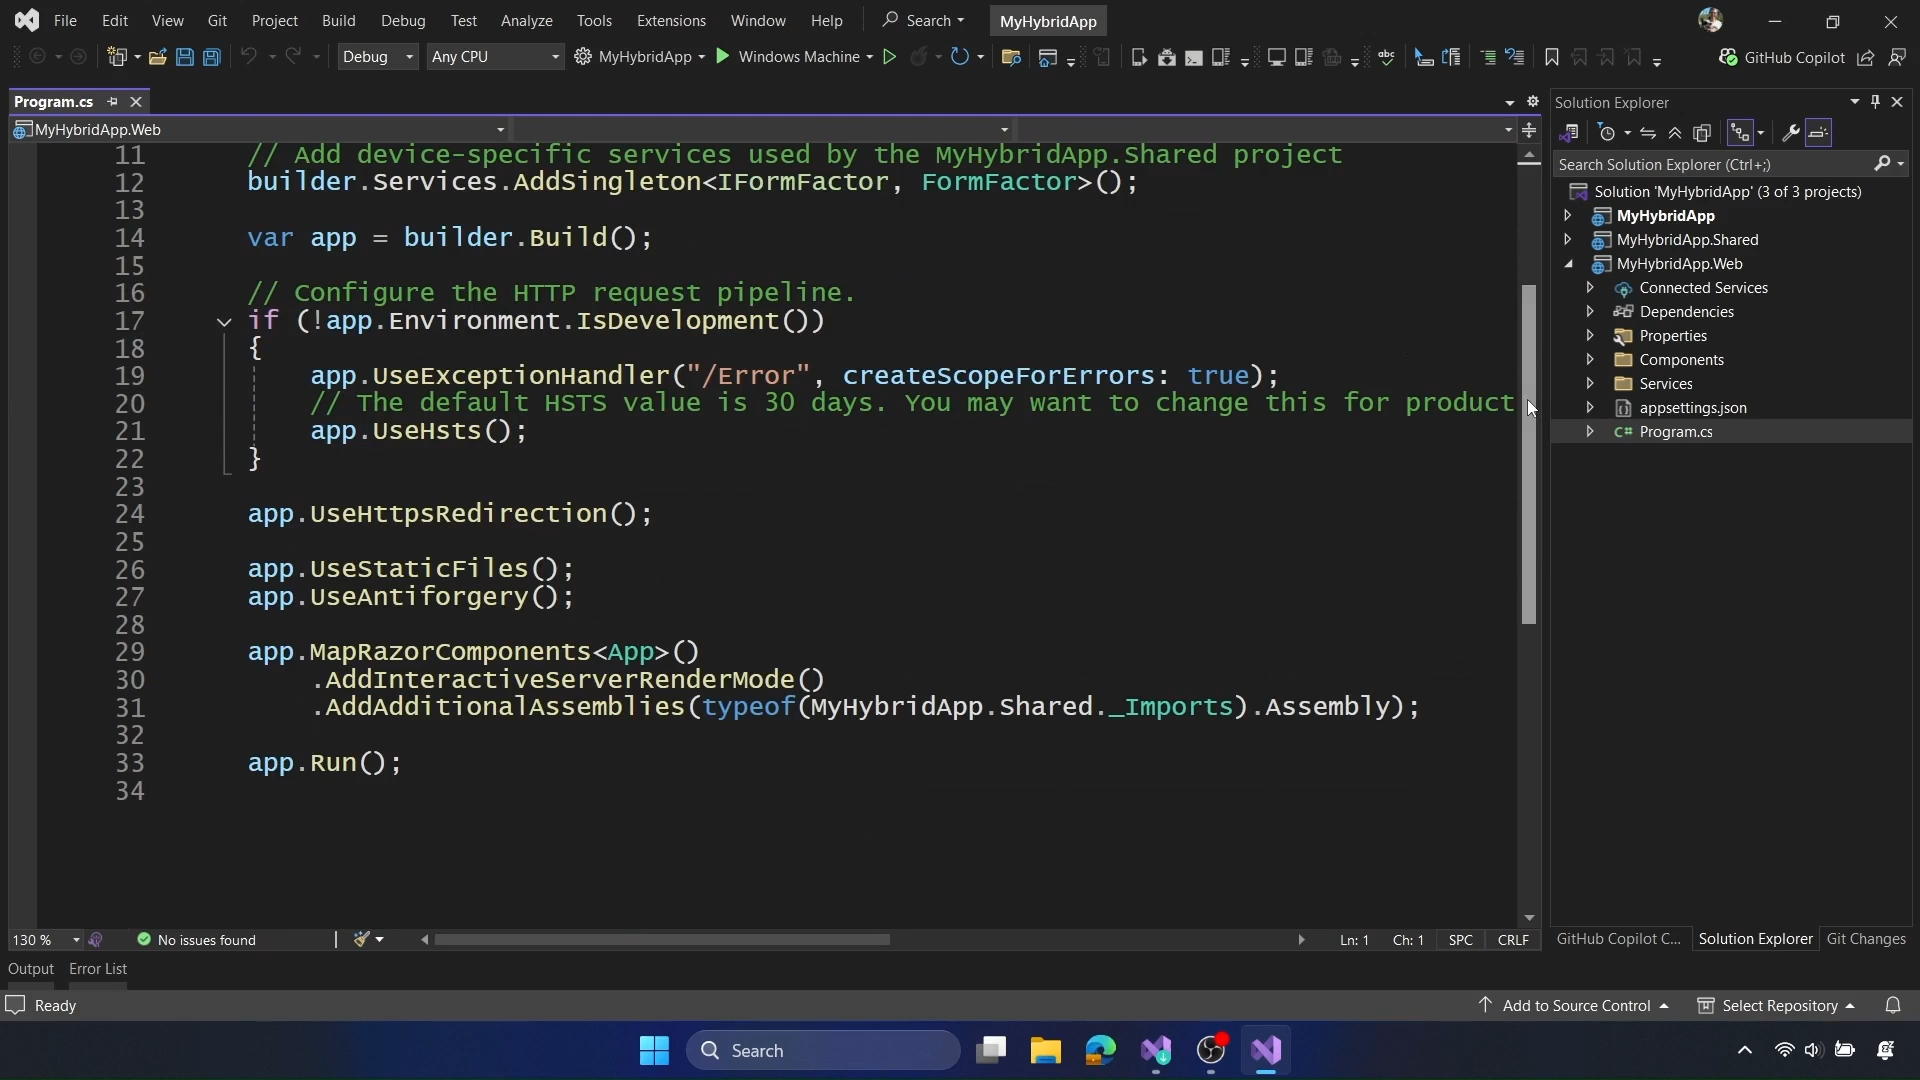 File Edit View Git Project Build Debug Test Analyze Tools Extensions Window Help Search MyHybridApp
Debug Any CPU MyHybridApp Windows Machine abc GitHub Copilot
Program.cs
MyHybridApp.Web
11 // Add device-specific services used by the MyHybridApp.Shared project
12 builder.Services.AddSingleton<IFormFactor, FormFactor>();
13
14 var app = builder.Build();
15
16 // Configure the HTTP request pipeline.
17 if (!app.Environment.IsDevelopment())
18 {
19 app.UseExceptionHandler("/Error", createScopeForErrors: true);
20 // The default HSTS value is 30 days. You may want to change this for product
21 app.UseHsts();
22 }
23
24 app.UseHttpsRedirection();
25
26 app.UseStaticFiles();
27 app.UseAntiforgery();
28
29 app.MapRazorComponents<App>()
30 .AddInteractiveServerRenderMode()
31 .AddAdditionalAssemblies(typeof(MyHybridApp.Shared._Imports).Assembly);
32
33 app.Run();
34
Solution Explorer
Search Solution Explorer (Ctrl+;)
Solution 'MyHybridApp' (3 of 3 projects)
MyHybridApp
MyHybridApp.Shared
MyHybridApp.Web
Connected Services
Dependencies
Properties
Components
Services
appsettings.json
C# Program.cs
130 % No issues found Ln: 1 Ch: 1 SPC CRLF
GitHub Copilot C... Solution Explorer Git Changes
Output Error List
Ready Add to Source Control Select Repository
Search